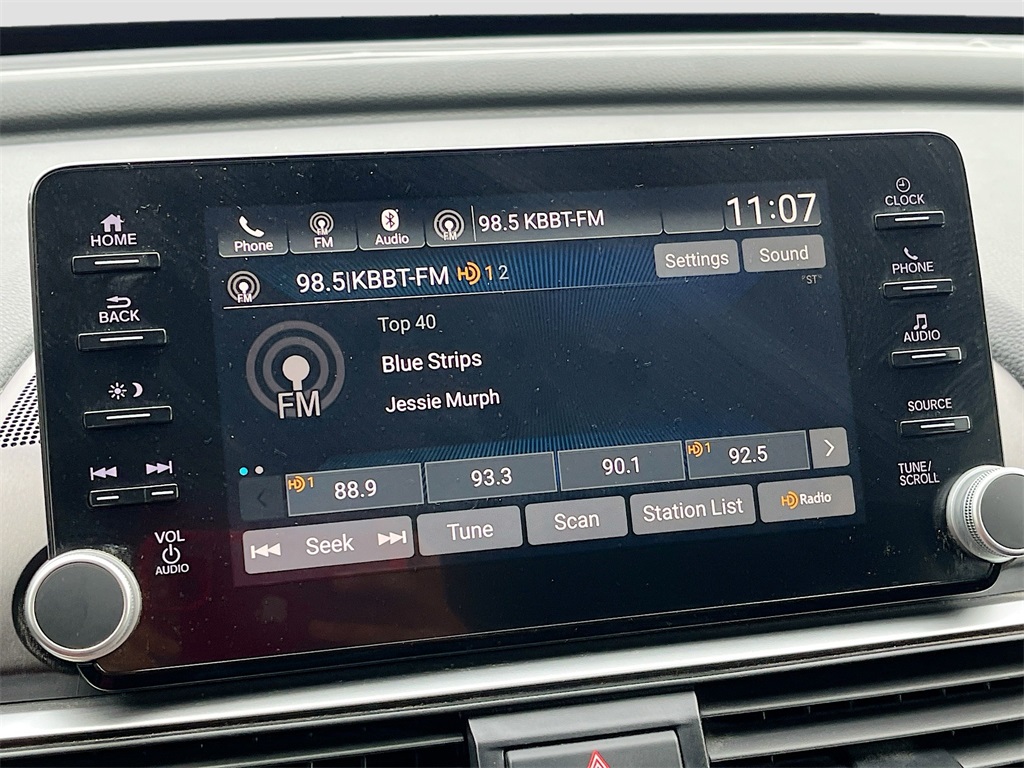 HOME
BACK
VOL
AUDIO
Phone
FM
Audio
FM
98.5 KBBT-FM
11:07
FM
98.5|KBBT-FM HD 1 2
Settings
Sound
"ST"
FM
Top 40
Blue Strips
Jessie Murph
HD 1
88.9
93.3
90.1
HD 1
92.5
Seek
Tune
Scan
Station List
HD Radio
CLOCK
PHONE
AUDIO
SOURCE
TUNE/
SCROLL